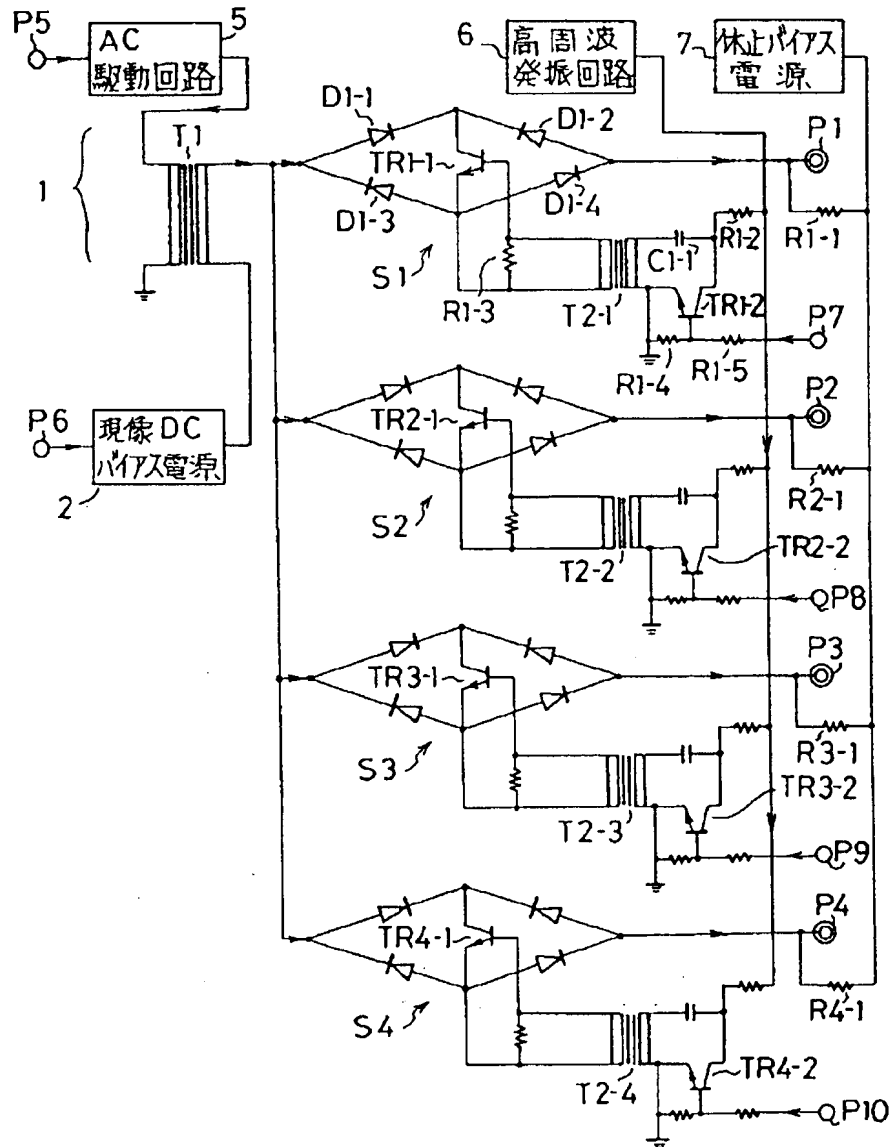 P5
AC
駆動回路
5
6
高周波
発振回路
7
休止バイアス
電源
1
T1
D1-1
D1-2
TR1-1
D1-3
D1-4
P1
R1-2
R1-1
S1
R1-3
C1-1
T2-1
TR1-2
P7
R1-4
R1-5
P6
現像DC
バイアス電源
2
TR2-1
P2
S2
R2-1
T2-2
TR2-2
P8
TR3-1
P3
S3
R3-1
T2-3
TR3-2
P9
TR4-1
P4
S4
R4-1
T2-4
TR4-2
P10